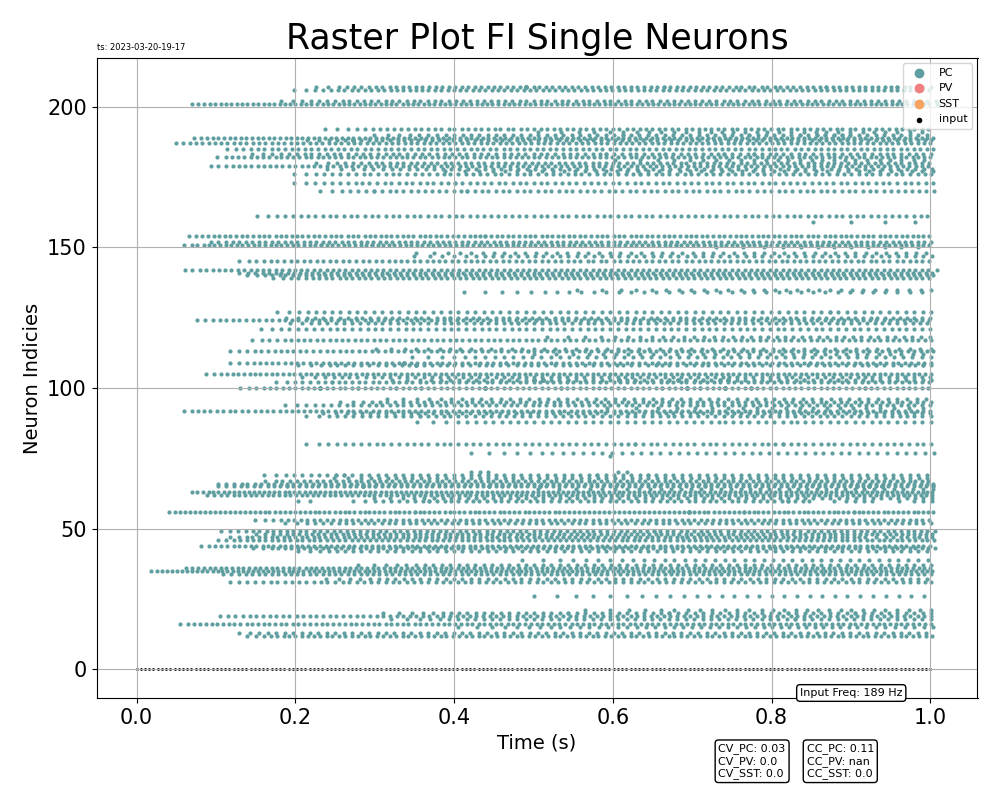 Raster Plot FI Single Neurons
ts: 2023-03-20-19-17
PC
PV
SST
input
200
150
100
50
0
Neuron Indicies
0.0 0.2 0.4 0.6 0.8 1.0
Time (s)
Input Freq: 189 Hz
CV_PC: 0.03
CV_PV: 0.0
CV_SST: 0.0
CC_PC: 0.11
CC_PV: nan
CC_SST: 0.0